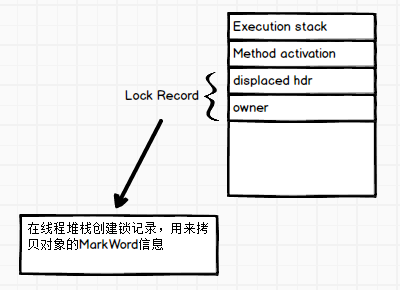 Execution stack
Method activation
displaced hdr
Lock Record
owner
在线程堆栈创建锁记录，用来拷
贝对象的MarkWord信息